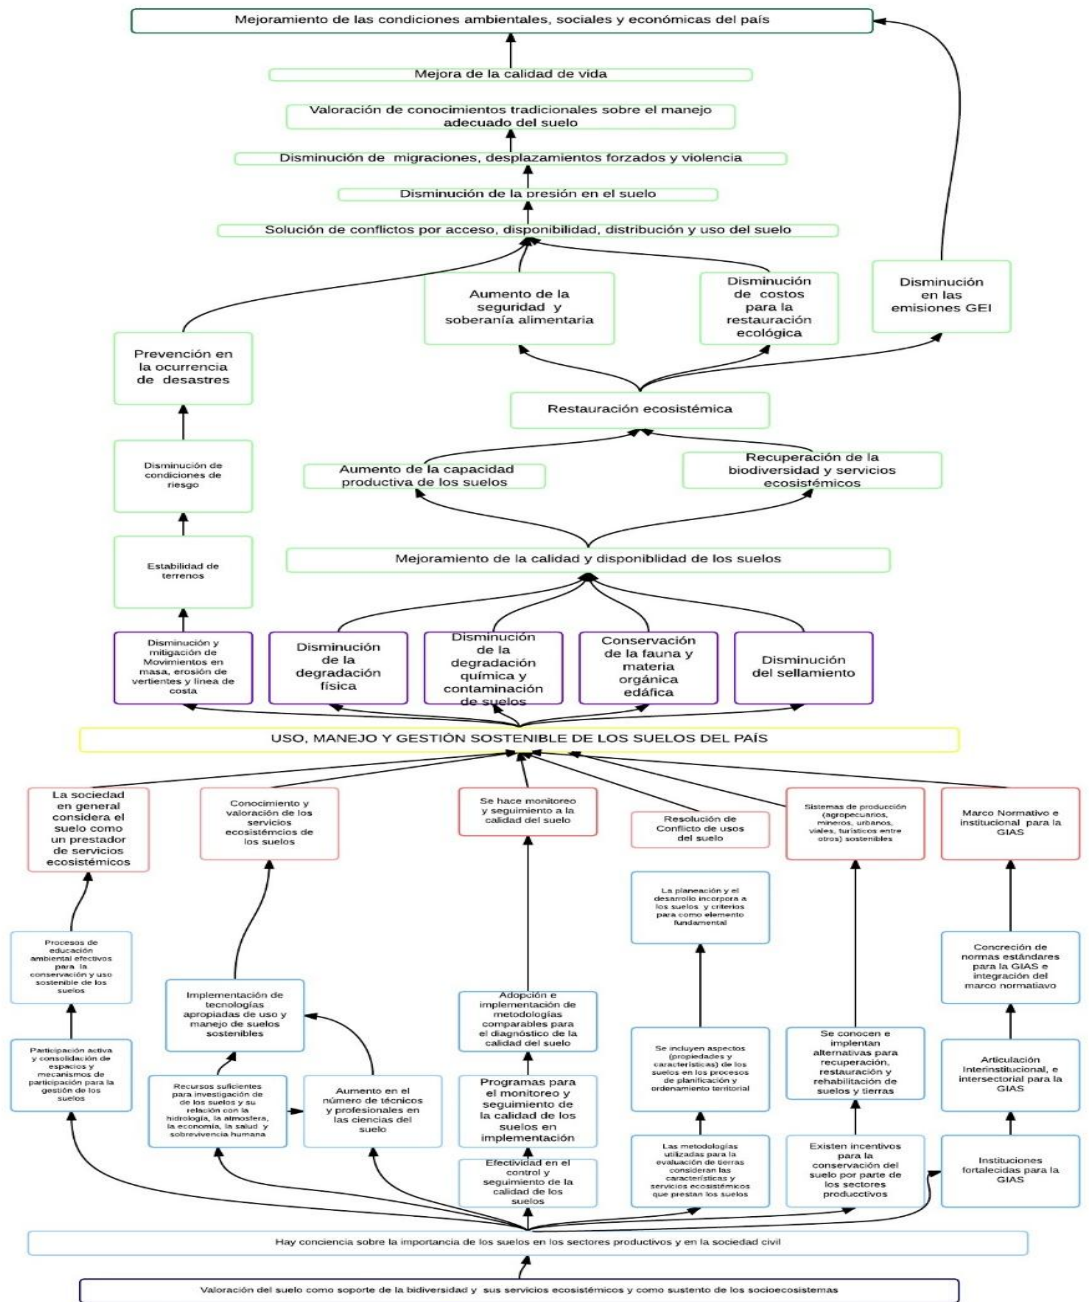 Mejoramiento de las condiciones ambientales, sociales y económicas del país
Mejora de la calidad de vida
Valoración de conocimientos tradicionales sobre el manejo
adecuado del suelo
Disminución de migraciones, desplazamientos forzados y violencia
Disminución de la presión en el suelo
Solución de conflictos por acceso, disponibilidad, distribución y uso del suelo
Aumento de la
seguridad y
soberanía alimentaria
Disminución
de costos
para la
restauración
ecológica
Disminución
en las
emisiones GEI
Prevención en
la ocurrencia
de desastres
Restauración ecosistémica
Disminución de
condiciones de
riesgo
Aumento de la capacidad
productiva de los suelos
Recuperación de la
biodiversidad y servicios
ecosistémicos
Estabilidad de
terrenos
Mejoramiento de la calidad y disponiblidad de los suelos
Disminución y
mitigación de
Movimientos en
masa, erosión de
vertientes y línea de
costa
Disminución
de la
degradación
física
Disminución
de la
degradación
química y
contaminación
de suelos
Conservación
de la fauna y
materia
orgánica
edáfica
Disminución
del sellamiento
USO, MANEJO Y GESTIÓN SOSTENIBLE DE LOS SUELOS DEL PAÍS
La sociedad
en general
considera el
suelo como
un prestador
de servicios
ecosistémicos
Conocimiento y
valoración de los
servicios
ecosistémcios de
los suelos
Se hace monitoreo
y seguimiento a la
calidad del suelo
Resolución de
Conflicto de usos
del suelo
Sistemas de producción
(agropecuarios,
mineros, urbanos,
viales, turísticos entre
otros) sostenibles
Marco Normativo e
institucional para la
GIAS
La planeación y el
desarrollo incorpora a
los suelos y criterios
para como elemento
fundamental
Procesos de
educación
ambiental efectivos
para la
conservación y uso
sostenible de los
suelos
Implementación de
tecnologías
apropiadas de uso y
manejo de suelos
sostenibles
Adopción e
implementación de
metodologías
comparables para
el diagnóstico de la
calidad del suelo
Concreción de
normas estándares
para la GIAS e
integración del
marco normatiavo
Participación activa
y consolidación de
espacios y
mecanismos de
participación para la
gestión de los
suelos
Recursos suficientes
para investigación de
de los suelos y su
relación con la
hidrología, la atmosfera,
la economía, la salud y
sobrevivencia humana
Aumento en el
número de técnicos
y profesionales en
las ciencias del
suelo
Programas para
el monitoreo y
seguimiento de
la calidad de los
suelos en
implementación
Se incluyen aspectos
(propiedades y
características) de los
suelos en los procesos
de planificación y
ordenamiento territorial
Se conocen e
implantan
alternativas para
recuperación,
restauración y
rehabilitación de
suelos y tierras
Articulación
Interinstitucional, e
intersectorial para la
GIAS
Efectividad en el
control y
seguimiento de la
calidad de los
suelos
Las metodologías
utilizadas para la
evaluación de tierras
consideran las
características y
servicios ecosistémicos
que prestan los suelos
Existen incentivos
para la
conservación del
suelo por parte de
los sectores
producctivos
Instituciones
fortalecidas para la
GIAS
Hay conciencia sobre la importancia de los suelos en los sectores productivos y en la sociedad civil
Valoración del suelo como soporte de la bidiversidad y sus servicios ecosistémicos y como sustento de los socioecosistemas